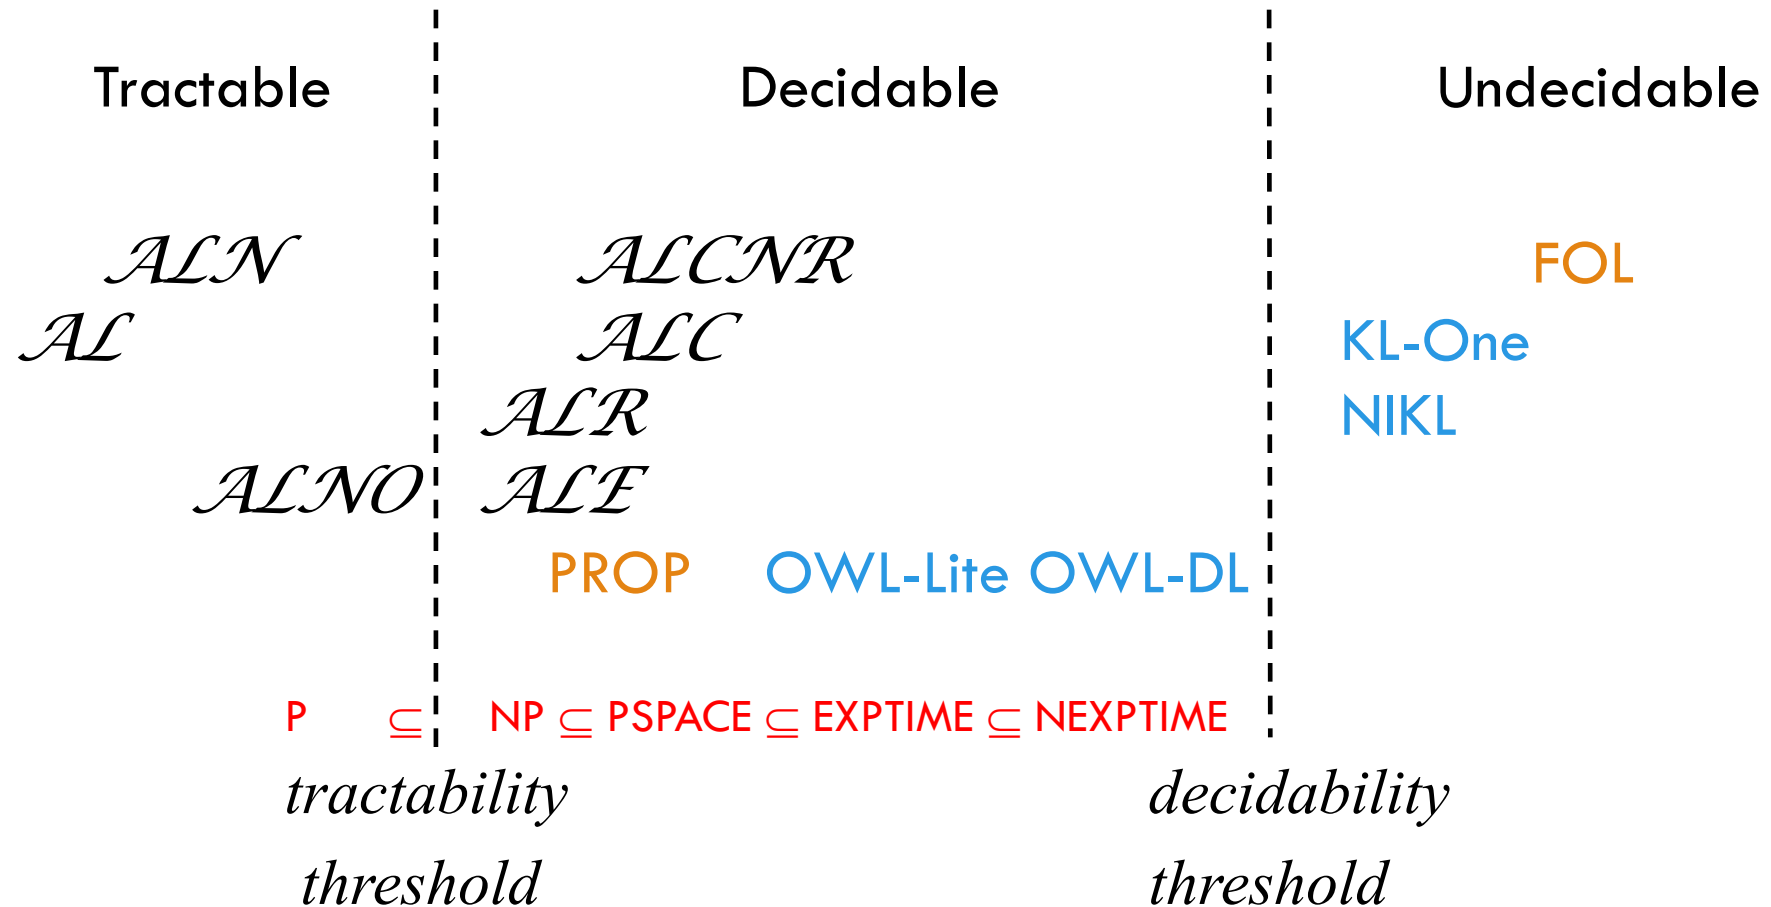 Tractable Decidable Undecidable
ALN ALCNR FOL
AL ALC KL-One
ALR NIKL
ALNO ALE
PROP OWL-Lite OWL-DL
P ⊆ NP ⊆ PSPACE ⊆ EXPTIME ⊆ NEXPTIME
tractability decidability
threshold threshold